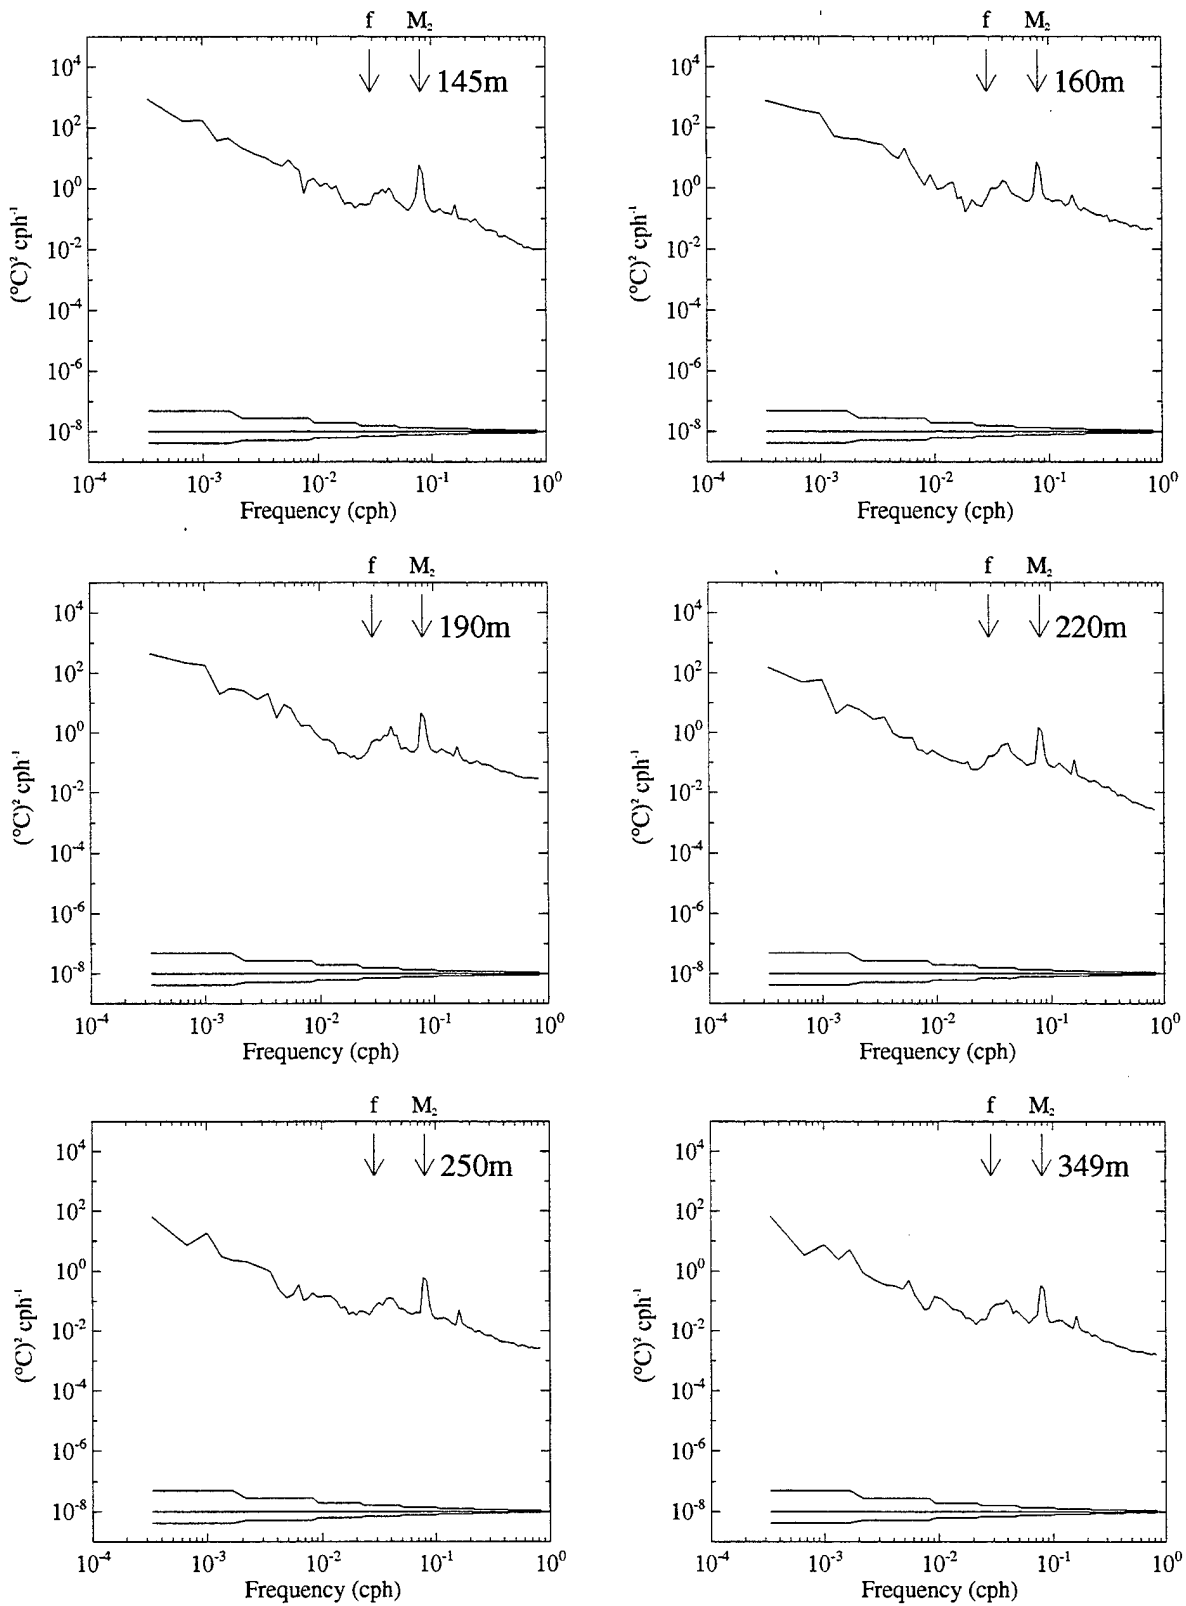 f M₂
145m
(°C)² cph⁻¹
10⁴
10²
10⁰
10⁻²
10⁻⁴
10⁻⁶
10⁻⁸
10⁻⁴ 10⁻³ 10⁻² 10⁻¹ 10⁰
Frequency (cph)
f M₂
160m
(°C)² cph⁻¹
10⁴
10²
10⁰
10⁻²
10⁻⁴
10⁻⁶
10⁻⁸
10⁻⁴ 10⁻³ 10⁻² 10⁻¹ 10⁰
Frequency (cph)
f M₂
190m
(°C)² cph⁻¹
10⁴
10²
10⁰
10⁻²
10⁻⁴
10⁻⁶
10⁻⁸
10⁻⁴ 10⁻³ 10⁻² 10⁻¹ 10⁰
Frequency (cph)
f M₂
220m
(°C)² cph⁻¹
10⁴
10²
10⁰
10⁻²
10⁻⁴
10⁻⁶
10⁻⁸
10⁻⁴ 10⁻³ 10⁻² 10⁻¹ 10⁰
Frequency (cph)
f M₂
250m
(°C)² cph⁻¹
10⁴
10²
10⁰
10⁻²
10⁻⁴
10⁻⁶
10⁻⁸
10⁻⁴ 10⁻³ 10⁻² 10⁻¹ 10⁰
Frequency (cph)
f M₂
349m
(°C)² cph⁻¹
10⁴
10²
10⁰
10⁻²
10⁻⁴
10⁻⁶
10⁻⁸
10⁻⁴ 10⁻³ 10⁻² 10⁻¹ 10⁰
Frequency (cph)